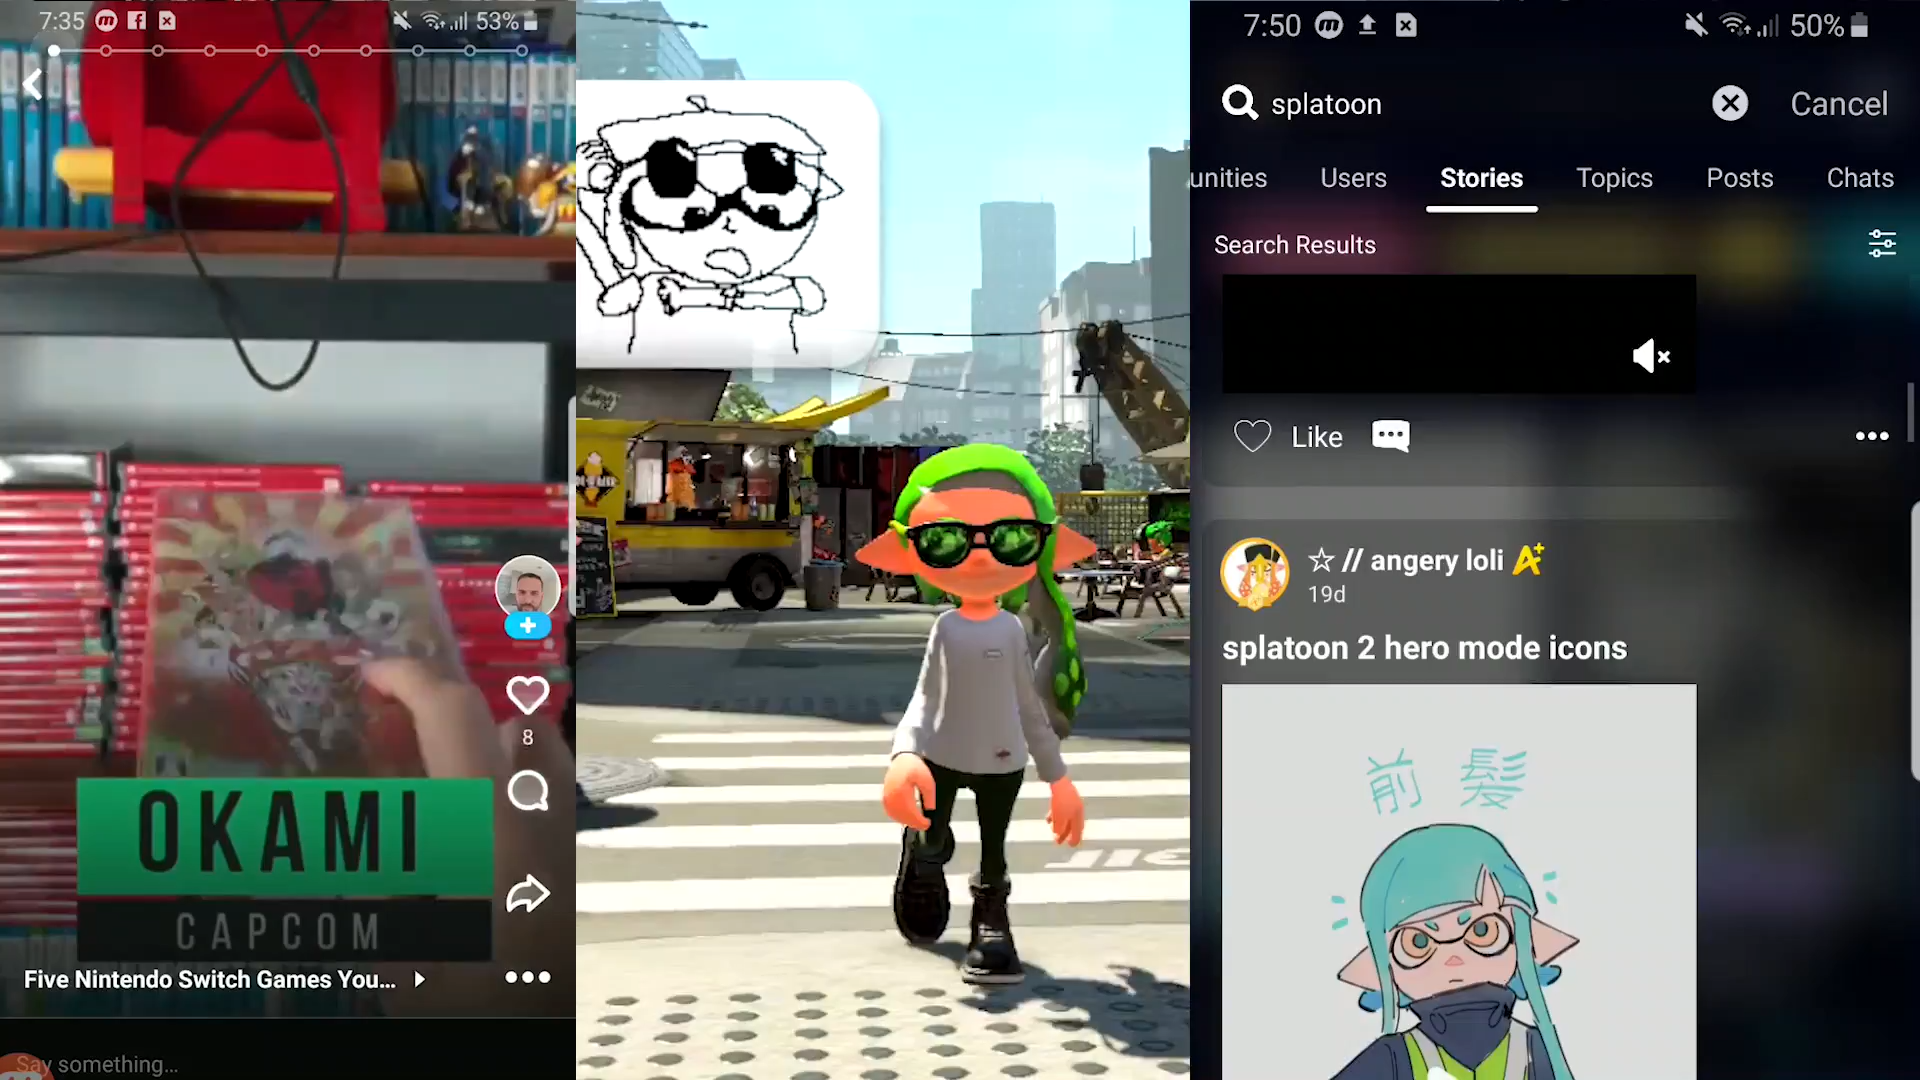 7:35
53%
OKAMI
CAPCOM
8
Five Nintendo Switch Games You...
Say something...
7:50
50%
splatoon
Cancel
unities
Users
Stories
Topics
Posts
Chats
Search Results
Like
☆ // angery loli A+
19d
splatoon 2 hero mode icons
前髪